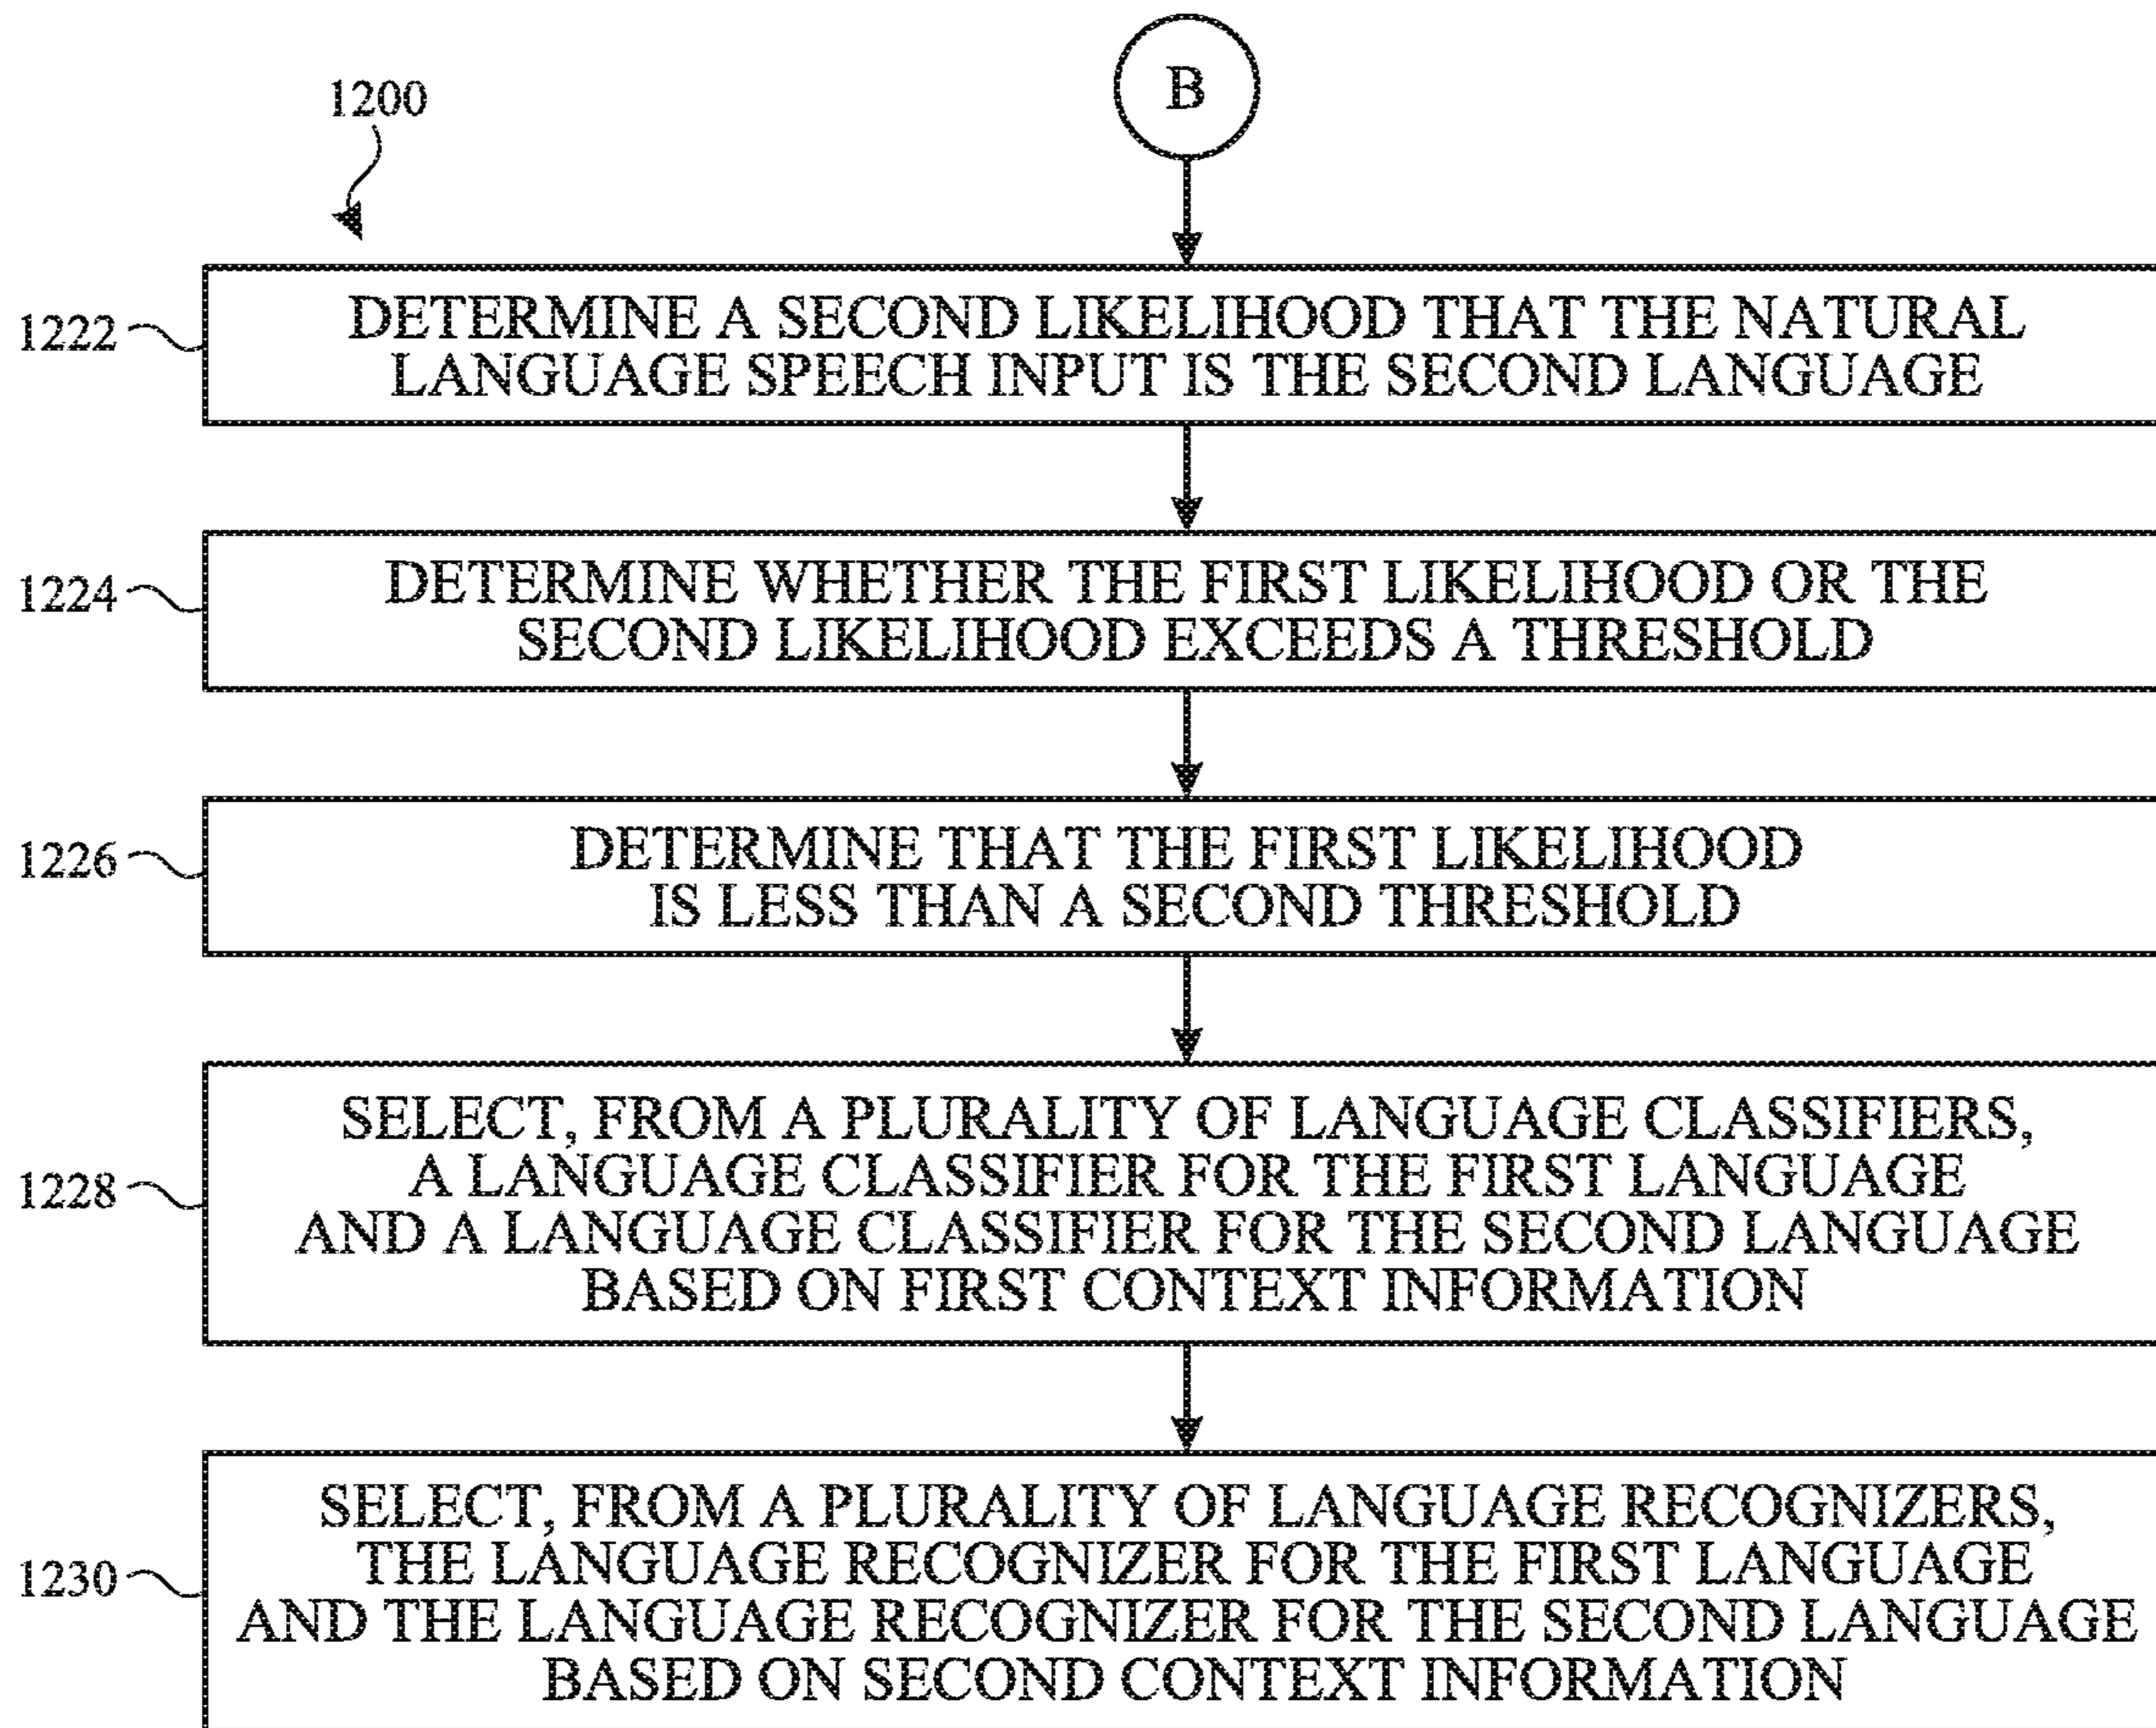 B
1200
1222
DETERMINE A SECOND LIKELIHOOD THAT THE NATURAL
LANGUAGE SPEECH INPUT IS THE SECOND LANGUAGE
1224
DETERMINE WHETHER THE FIRST LIKELIHOOD OR THE
SECOND LIKELIHOOD EXCEEDS A THRESHOLD
1226
DETERMINE THAT THE FIRST LIKELIHOOD
IS LESS THAN A SECOND THRESHOLD
1228
SELECT, FROM A PLURALITY OF LANGUAGE CLASSIFIERS,
A LANGUAGE CLASSIFIER FOR THE FIRST LANGUAGE
AND A LANGUAGE CLASSIFIER FOR THE SECOND LANGUAGE
BASED ON FIRST CONTEXT INFORMATION
1230
SELECT, FROM A PLURALITY OF LANGUAGE RECOGNIZERS,
THE LANGUAGE RECOGNIZER FOR THE FIRST LANGUAGE
AND THE LANGUAGE RECOGNIZER FOR THE SECOND LANGUAGE
BASED ON SECOND CONTEXT INFORMATION